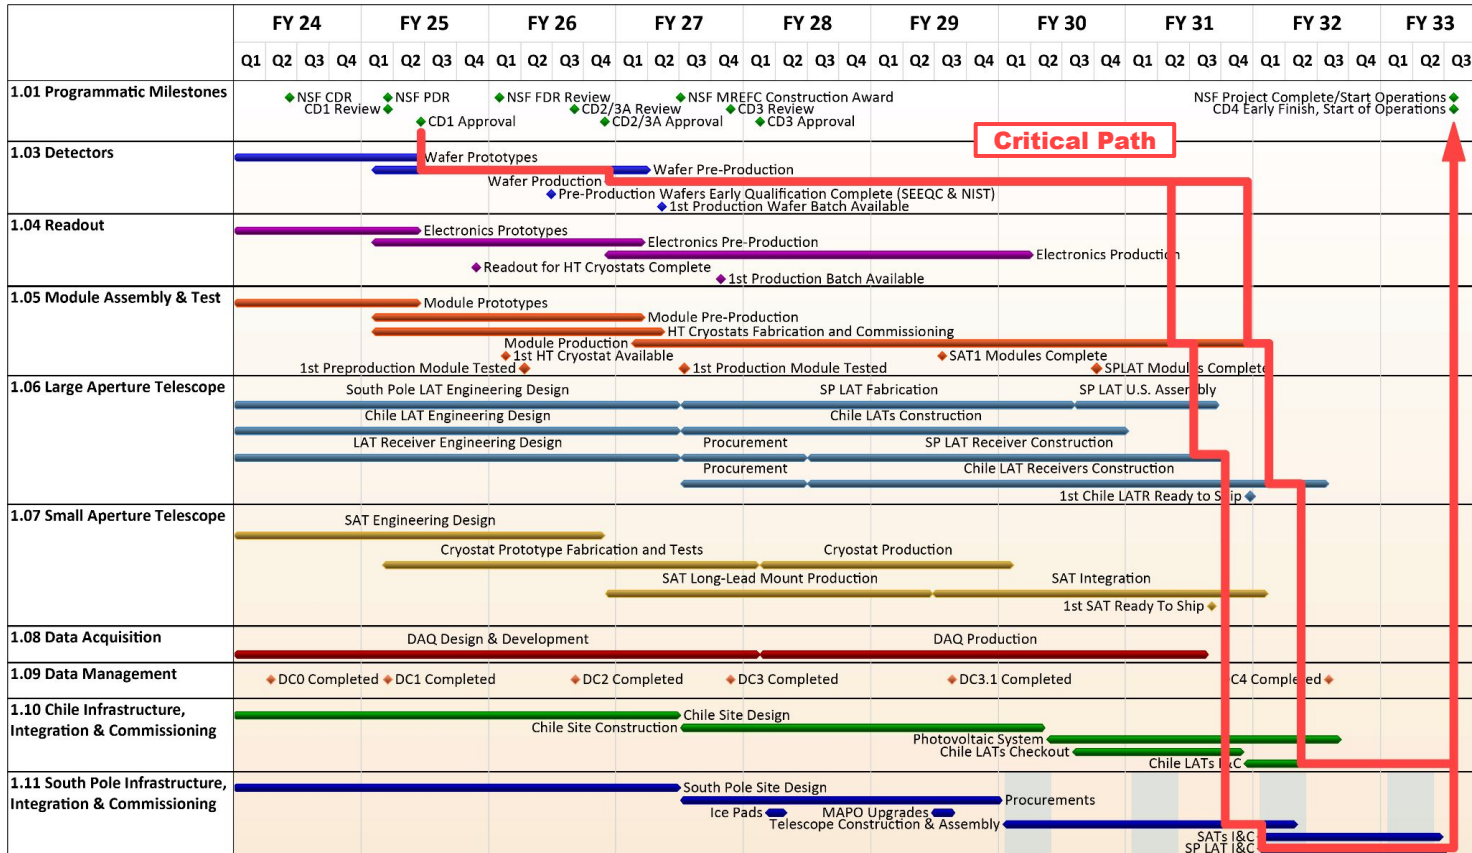 FY 24 FY 25 FY 26 FY 27 FY 28 FY 29 FY 30 FY 31 FY 32 FY 33
Q1 Q2 Q3 Q4 Q1 Q2 Q3 Q4 Q1 Q2 Q3 Q4 Q1 Q2 Q3 Q4 Q1 Q2 Q3 Q4 Q1 Q2 Q3 Q4 Q1 Q2 Q3 Q4 Q1 Q2 Q3 Q4 Q1 Q2 Q3 Q4 Q1 Q2 Q3
1.01 Programmatic Milestones
NSF CDR NSF PDR NSF FDR Review NSF MREFC Construction Award NSF Project Complete/Start Operations
CD1 Review CD2/3A Review CD3 Review CD4 Early Finish, Start of Operations
CD1 Approval CD2/3A Approval CD3 Approval
Critical Path
1.03 Detectors
Wafer Prototypes
Wafer Pre-Production
Wafer Production
Pre-Production Wafers Early Qualification Complete (SEEQC & NIST)
1st Production Wafer Batch Available
1.04 Readout
Electronics Prototypes
Electronics Pre-Production
Electronics Production
Readout for HT Cryostats Complete
1st Production Batch Available
1.05 Module Assembly & Test
Module Prototypes
Module Pre-Production
HT Cryostats Fabrication and Commissioning
Module Production
1st HT Cryostat Available SAT1 Modules Complete
1st Preproduction Module Tested 1st Production Module Tested SPLAT Modules Complete
1.06 Large Aperture Telescope
South Pole LAT Engineering Design SP LAT Fabrication SP LAT U.S. Assembly
Chile LAT Engineering Design Chile LATs Construction
LAT Receiver Engineering Design Procurement SP LAT Receiver Construction
Procurement Chile LAT Receivers Construction
1st Chile LATR Ready to Ship
1.07 Small Aperture Telescope
SAT Engineering Design
Cryostat Prototype Fabrication and Tests Cryostat Production
SAT Long-Lead Mount Production SAT Integration
1st SAT Ready To Ship
1.08 Data Acquisition
DAQ Design & Development DAQ Production
1.09 Data Management
DC0 Completed DC1 Completed DC2 Completed DC3 Completed DC3.1 Completed DC4 Completed
1.10 Chile Infrastructure,
Integration & Commissioning
Chile Site Design
Chile Site Construction
Photovoltaic System
Chile LATs Checkout
Chile LATs I&C
1.11 South Pole Infrastructure,
Integration & Commissioning
South Pole Site Design
Procurements
Ice Pads MAPO Upgrades
Telescope Construction & Assembly
SATs I&C
SP LAT I&C